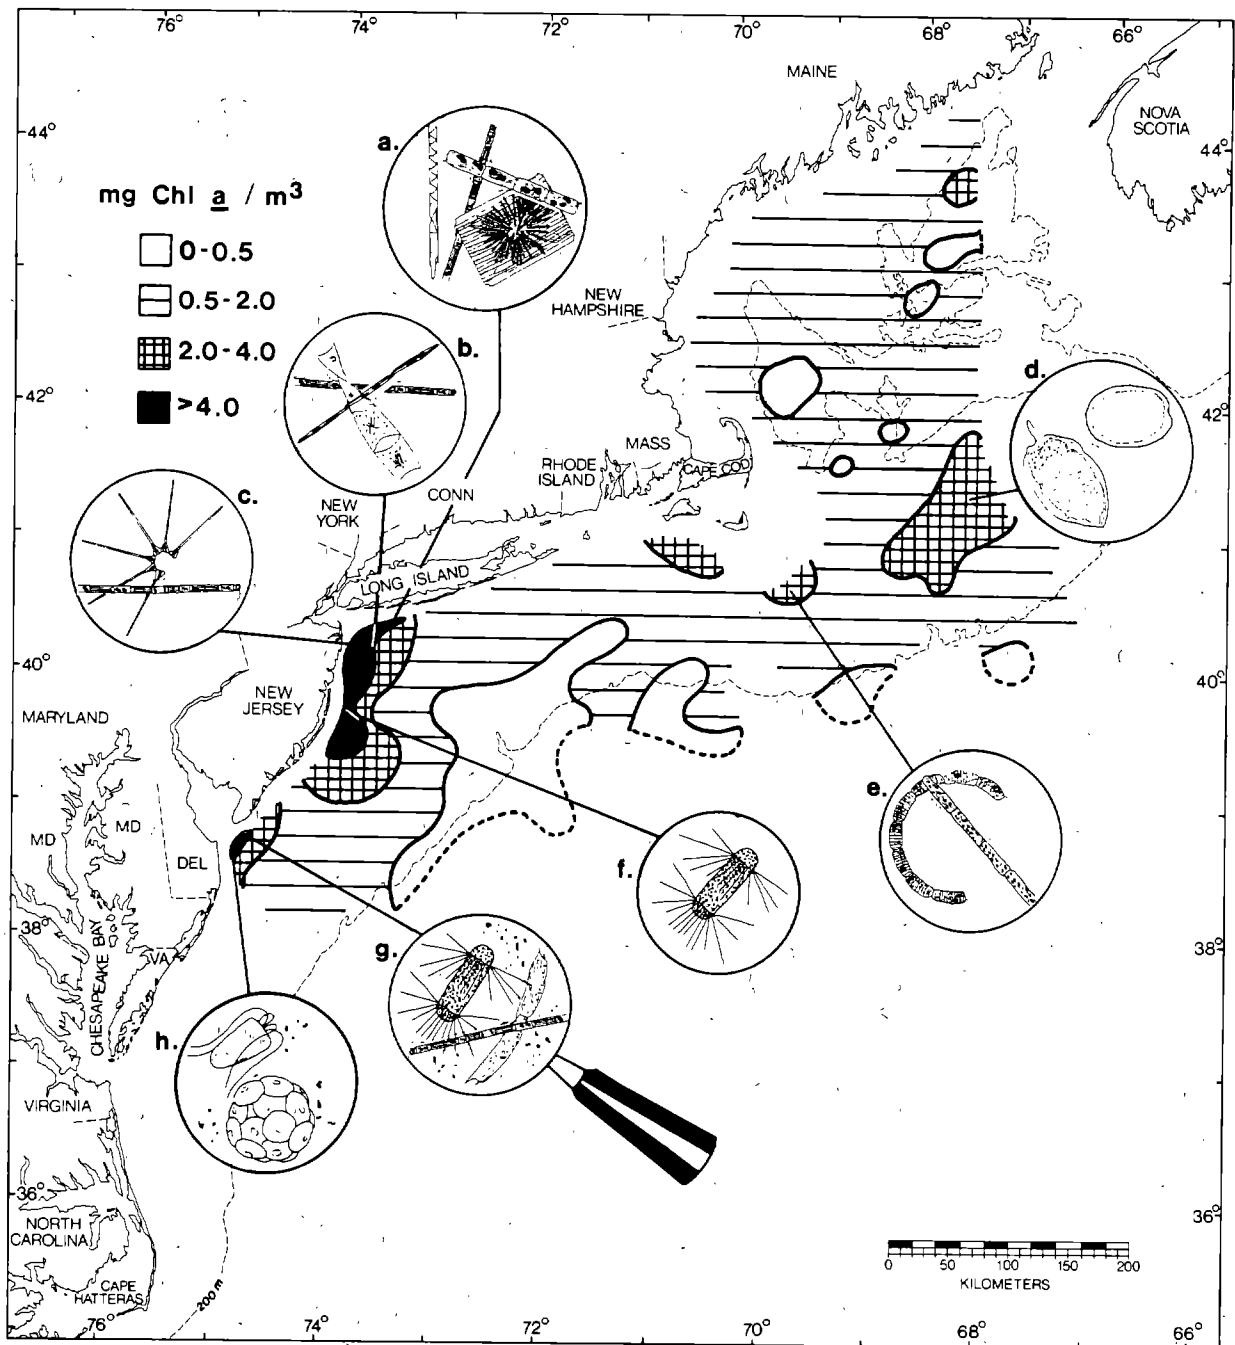 76°
74°
72°
70°
68°
66°
MAINE
NOVA
SCOTIA
44°
44°
a.
mg Chl a / m³
0-0.5
0.5-2.0
2.0-4.0
>4.0
NEW
HAMPSHIRE
b.
d.
42°
42°
MASS
CAPE COD
RHODE
ISLAND
CONN
c.
NEW
YORK
LONG ISLAND
40°
40°
NEW
JERSEY
MARYLAND
e.
MD
MD
DEL
f.
38°
38°
g.
VA
CHESAPEAKE BAY
h.
VIRGINIA
36°
36°
NORTH
CAROLINA
CAPE
HATTERAS
200 m
0 50 100 150 200
KILOMETERS
76°
74°
72°
70°
68°
66°